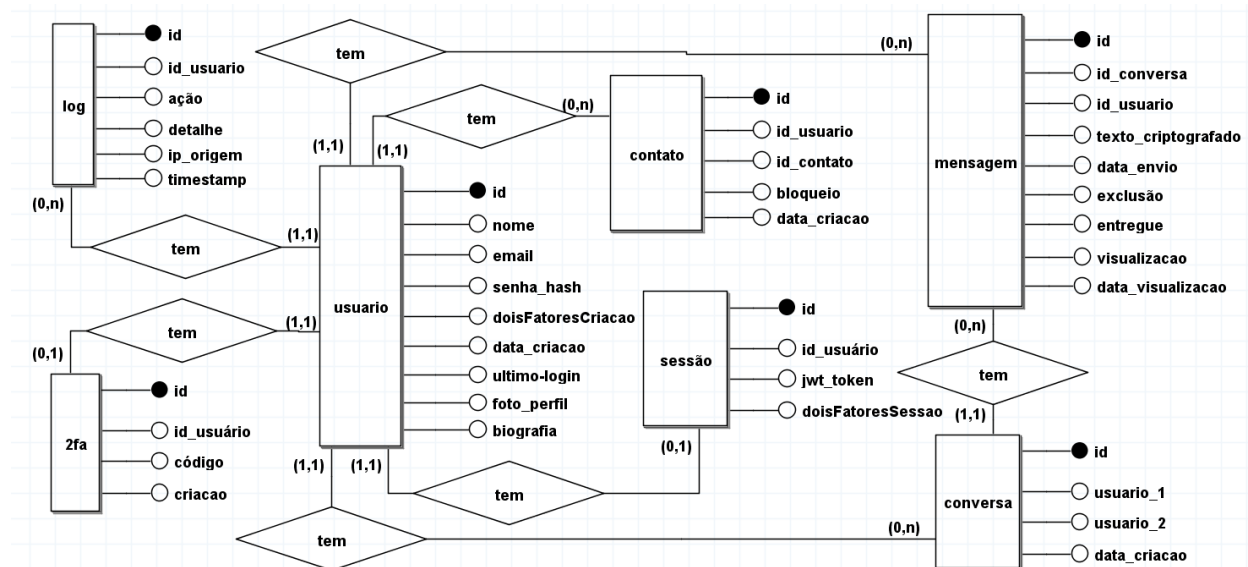 log
id
id_usuario
ação
detalhe
ip_origem
timestamp
(0,n)
tem
(1,1)
tem
(1,1)
(0,n)
tem
(1,1)
(0,n)
contato
id
id_usuario
id_contato
bloqueio
data_criacao
mensagem
id
id_conversa
id_usuario
texto_criptografado
data_envio
exclusão
entregue
visualizacao
data_visualizacao
usuario
id
nome
email
senha_hash
doisFatoresCriacao
data_criacao
ultimo-login
foto_perfil
biografia
tem
(1,1)
(0,1)
2fa
id
id_usuário
código
criacao
sessão
id
id_usuário
jwt_token
doisFatoresSessao
(0,1)
(1,1)
tem
(1,1)
tem
(0,n)
(0,n)
tem
(1,1)
conversa
id
usuario_1
usuario_2
data_criacao